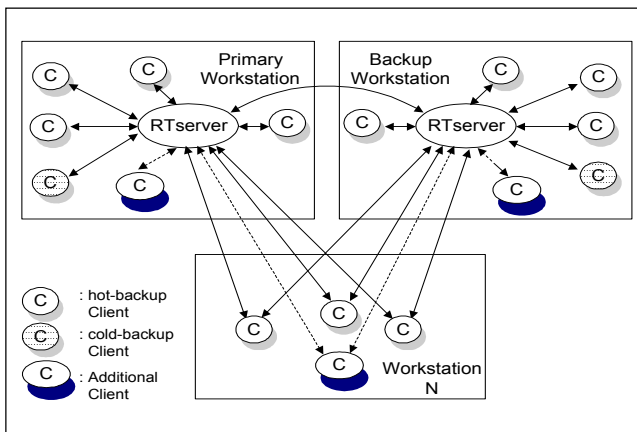 Primary
Workstation
Backup
Workstation
C
C
C
C
C
C
C
RTserver
C
C
RTserver
C
C
C
C
C
C
C
C
C
Workstation
N
C : hot-backup
Client
C : cold-backup
Client
C : Additional
Client